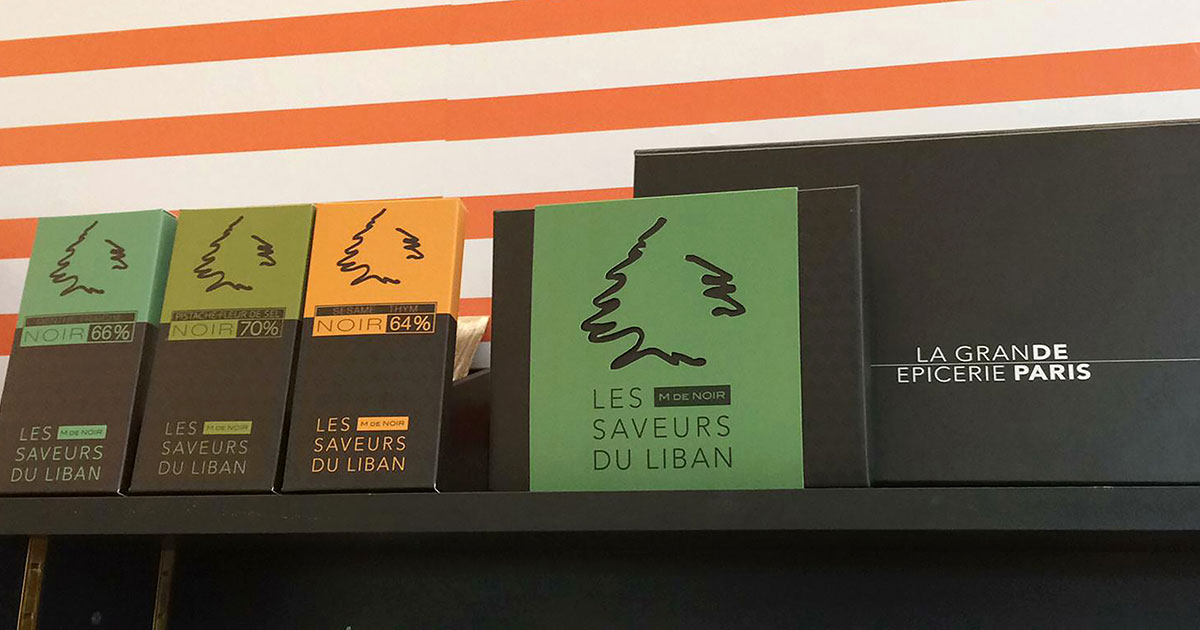 NOIR 66%
LES M DE NOIR
SAVEURS
DU LIBAN
PISTACHE-FLEUR DE SEL
NOIR 70%
LES M DE NOIR
SAVEURS
DU LIBAN
SESAME THYM
NOIR 64%
LES M DE NOIR
SAVEURS
DU LIBAN
LES M DE NOIR
SAVEURS
DU LIBAN
LA GRANDE
EPICERIE PARIS